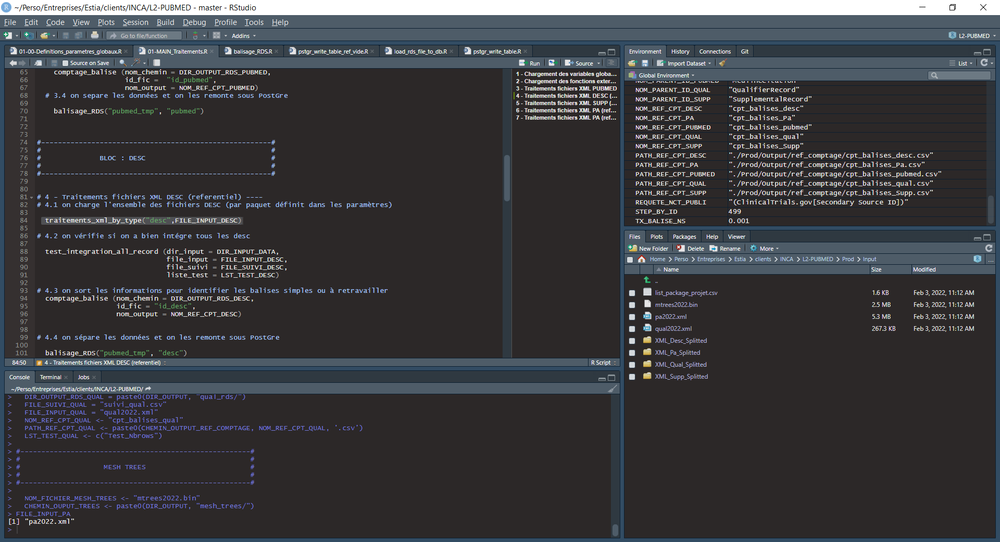 ~/Perso/Entreprises/Estia/clients/INCA/L2-PUBMED - master - RStudio
File Edit Code View Plots Session Build Debug Profile Tools Help
Go to file/function Addins L2-PUBMED
01-00-Definitions_parametres_globaux.R 01-MAIN_Traitements.R balisage_RDS.R pstgr_write_table_ref_vide.R load_rds_file_to_db.R pstgr_write_table.R
Source on Save Run Source
65 comptage_balise (nom_chemin = DIR_OUTPUT_RDS_PUBMED,
66 id_fic = "id_pubmed",
67 nom_output = NOM_REF_CPT_PUBMED)
68 # 3.4 on separe les données et on les remonte sous PostGre
69
70 balisage_RDS("pubmed_tmp", "pubmed")
71
72
73
74 #-------------------------------------------------------#
75 # #
76 # BLOC : DESC #
77 # #
78 #-------------------------------------------------------#
79
80
81 # 4 - Traitements fichiers XML DESC (referentiel) ----
82 # 4.1 on charge l'ensemble des fichiers DESC (par paquet définit dans les paramètres)
83
84 traitements_xml_by_type("desc",FILE_INPUT_DESC)
85
86 # 4.2 on vérifie si on a bien intégre tous les desc
87
88 test_integration_all_record (dir_input = DIR_INPUT_DATA,
89 file_input = FILE_INPUT_DESC,
90 file_suivi = FILE_SUIVI_DESC,
91 liste_test = LST_TEST_DESC)
92
93 # 4.3 on sort les informations pour identifier les balises simples ou à retravailler
94 comptage_balise (nom_chemin = DIR_OUTPUT_RDS_DESC,
95 id_fic = "id_desc",
96 nom_output = NOM_REF_CPT_DESC)
97
98
99 # 4.4 on sépare les données et on les remonte sous PostGre
100
101 balisage_RDS("pubmed_tmp", "desc")
84:50 # 4 - Traitements fichiers XML DESC (referentiel) R Script
1 - Chargement des variables globa...
2 - Chargement des fonctions exter...
3 - Traitements fichiers XML PUBMED
4 - Traitements fichiers XML DESC (...
5 - Traitements fichiers XML SUPP (...
6 - Traitements fichiers XML PA (ref...
7 - Traitements fichiers XML PA (ref...
Console Terminal Jobs
~/Perso/Entreprises/Estia/clients/INCA/L2-PUBMED/
> DIR_OUTPUT_RDS_QUAL = paste0(DIR_OUTPUT, "qual_rds/")
> FILE_SUIVI_QUAL = "suivi_qual.csv"
> FILE_INPUT_QUAL = "qual2022.xml"
> NOM_REF_CPT_QUAL <- "cpt_balises_qual"
> PATH_REF_CPT_QUAL <- paste0(CHEMIN_OUTPUT_REF_COMPTAGE, NOM_REF_CPT_QUAL, '.csv')
> LST_TEST_QUAL <- c("Test_Nbrows")
>
> #-------------------------------------------------------#
> # #
> # MESH TREES #
> # #
> #-------------------------------------------------------#
>
> NOM_FICHIER_MESH_TREES <- "mtrees2022.bin"
> CHEMIN_OUPUT_TREES <- paste0(DIR_OUTPUT, "mesh_trees/")
> FILE_INPUT_PA
[1] "pa2022.xml"
>
Environment History Connections Git
Import Dataset List
Global Environment
NOM_PARENT_ID_PUBMED "MedlineCitation"
NOM_PARENT_ID_QUAL "QualifierRecord"
NOM_PARENT_ID_SUPP "SupplementalRecord"
NOM_REF_CPT_DESC "cpt_balises_desc"
NOM_REF_CPT_PA "cpt_balises_Pa"
NOM_REF_CPT_PUBMED "cpt_balises_pubmed"
NOM_REF_CPT_QUAL "cpt_balises_qual"
NOM_REF_CPT_SUPP "cpt_balises_Supp"
PATH_REF_CPT_DESC "./Prod/Output/ref_comptage/cpt_balises_desc.csv"
PATH_REF_CPT_PA "./Prod/Output/ref_comptage/cpt_balises_Pa.csv"
PATH_REF_CPT_PUBMED "./Prod/Output/ref_comptage/cpt_balises_pubmed.csv"
PATH_REF_CPT_QUAL "./Prod/Output/ref_comptage/cpt_balises_qual.csv"
PATH_REF_CPT_SUPP "./Prod/Output/ref_comptage/cpt_balises_Supp.csv"
REQUETE_NCT_PUBLI "(ClinicalTrials.gov[Secondary Source ID])"
STEP_BY_ID 499
TX_BALISE_NS 0.001
Files Plots Packages Help Viewer
New Folder Delete Rename More
Home Perso Entreprises Estia clients INCA L2-PUBMED Prod Input ...
Name Size Modified
..
list_package_projet.csv 1.6 KB Feb 3, 2022, 11:12 AM
mtrees2022.bin 2.5 MB Feb 3, 2022, 11:12 AM
pa2022.xml 5.3 MB Feb 3, 2022, 11:12 AM
qual2022.xml 267.3 KB Feb 3, 2022, 11:12 AM
XML_Desc_Splitted
XML_Pa_Splitted
XML_Qual_Splitted
XML_Supp_Splitted